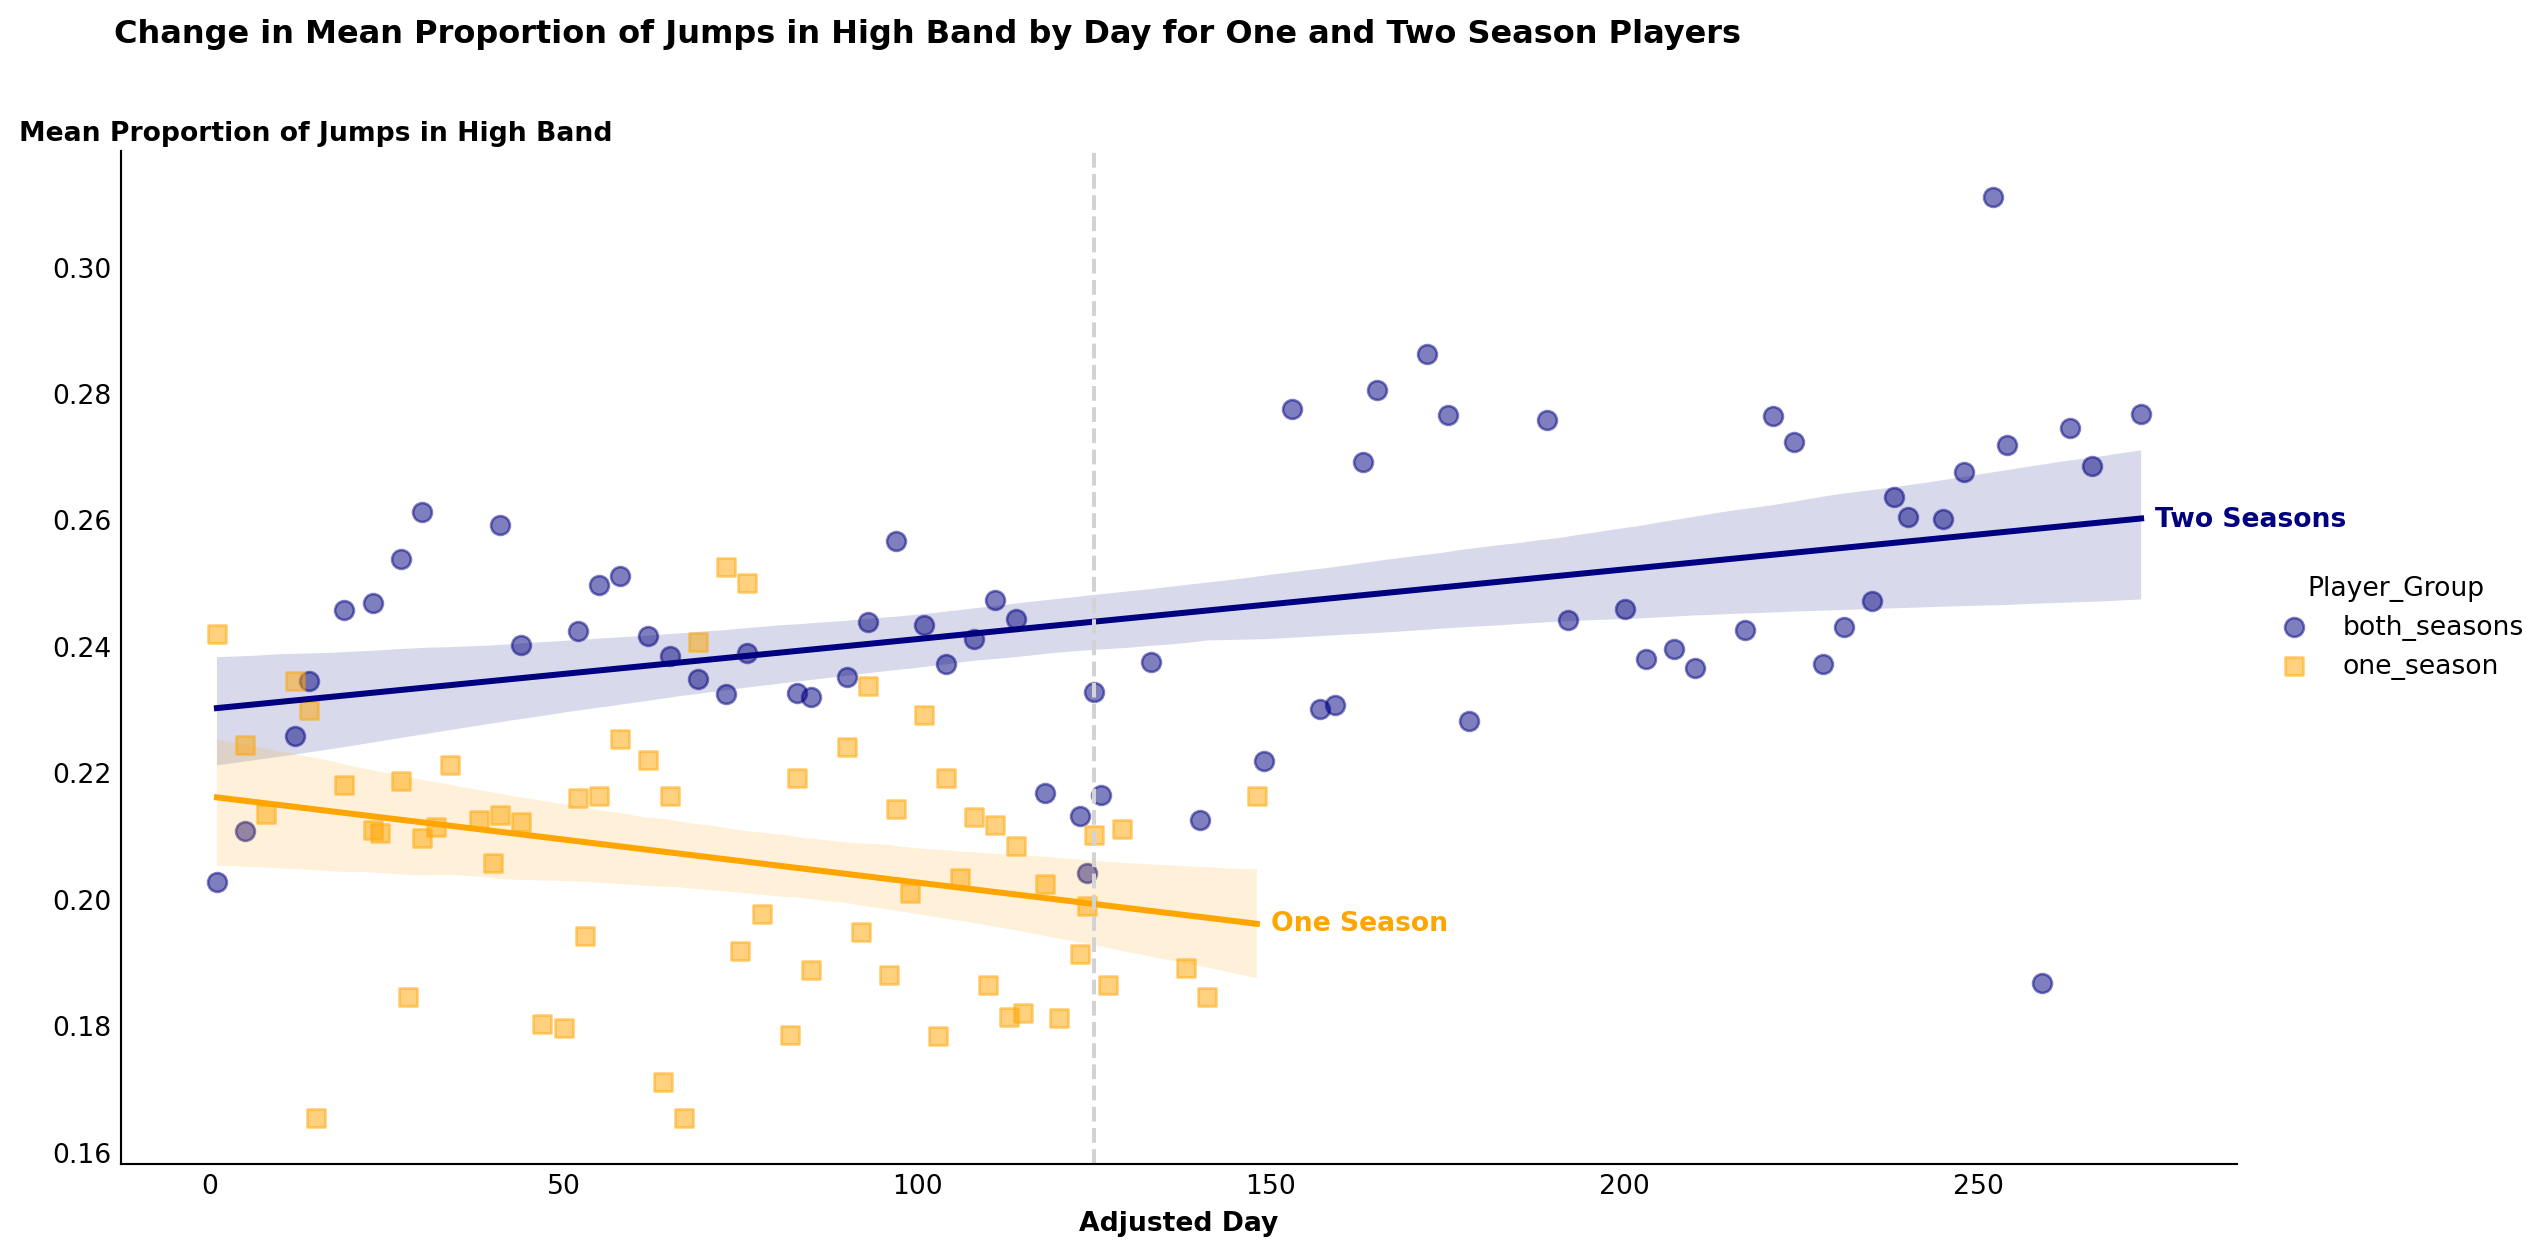 Change in Mean Proportion of Jumps in High Band by Day for One and Two Season Players
Mean Proportion of Jumps in High Band
0.30
0.28
0.26
0.24
0.22
0.20
0.18
0.16
Two Seasons
One Season
Player_Group
both_seasons
one_season
0 50 100 150 200 250
Adjusted Day